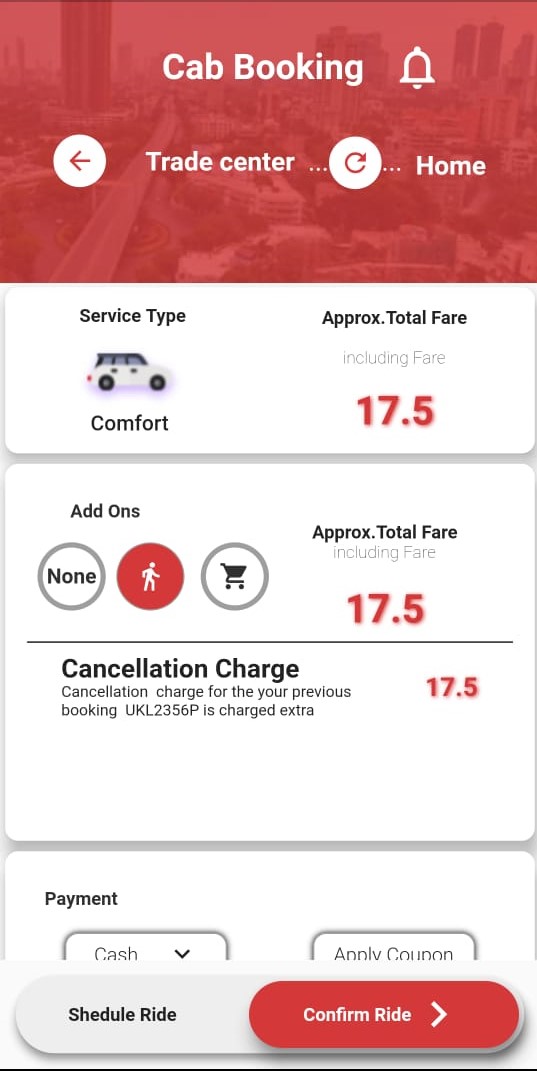 Cab Booking
Trade center ... ... Home
Service Type
Approx.Total Fare
including Fare
17.5
Comfort
Add Ons
None
Approx.Total Fare
including Fare
17.5
Cancellation Charge
Cancellation charge for the your previous
booking UKL2356P is charged extra
17.5
Payment
Cash
Apply Coupon
Shedule Ride
Confirm Ride